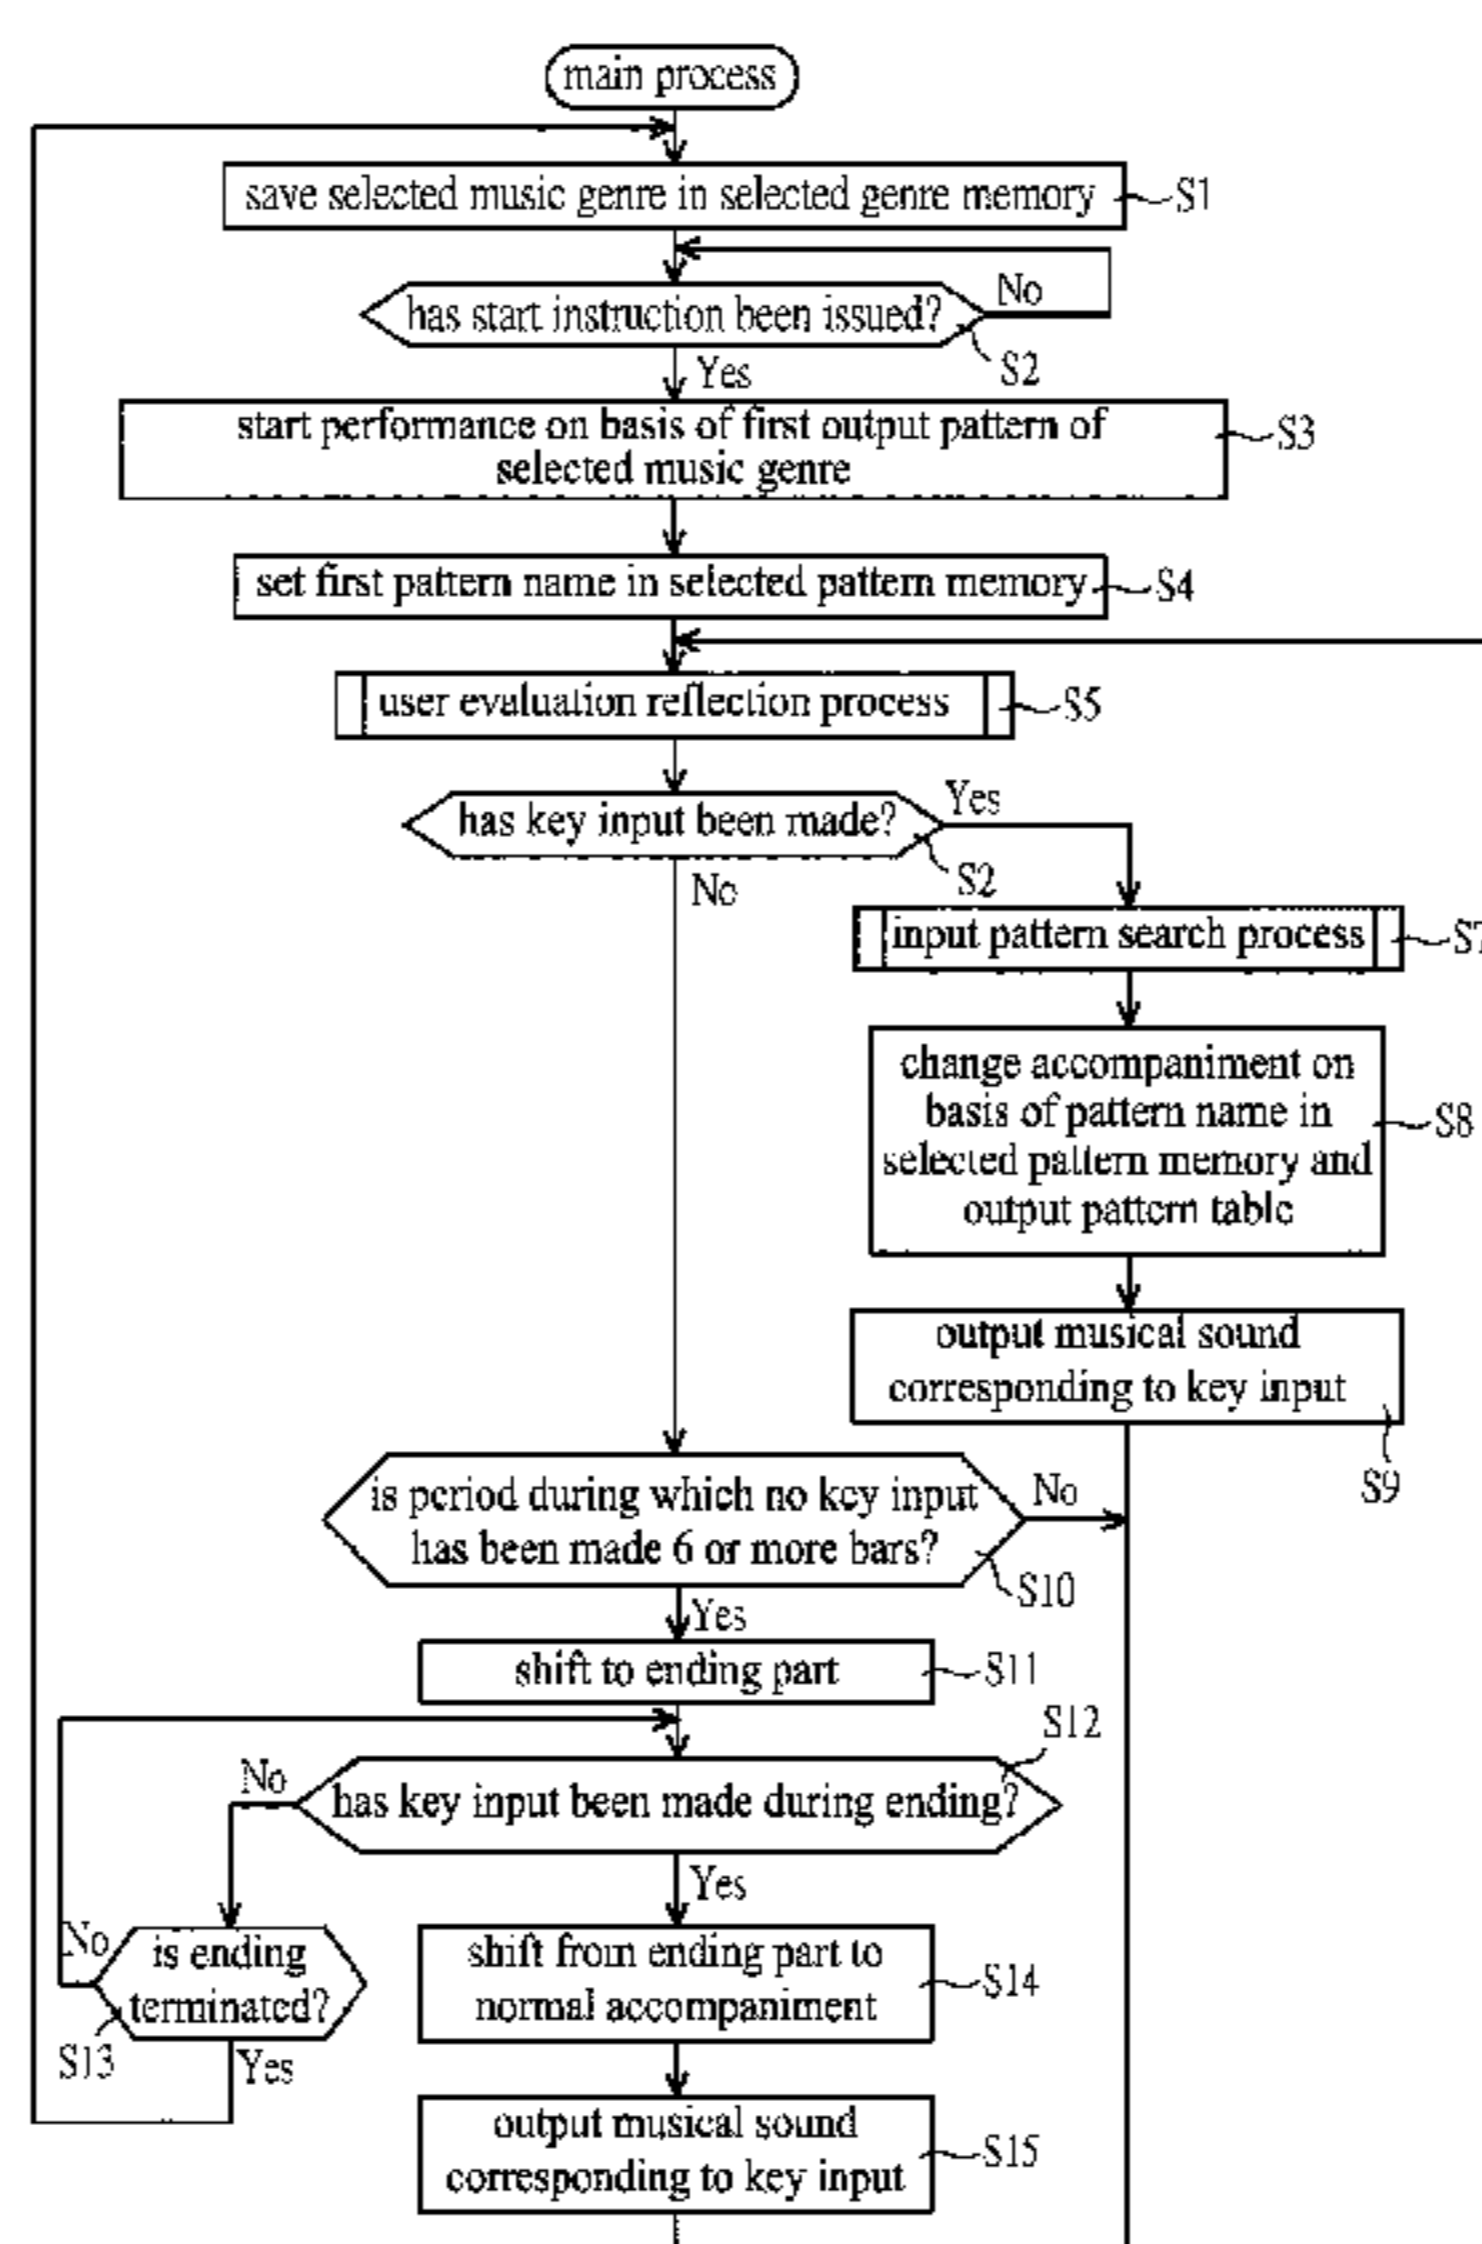 main process
save selected music genre in selected genre memory
S1
has start instruction been issued?
No
S2
Yes
start performance on basis of first output pattern of
selected music genre
S3
set first pattern name in selected pattern memory
S4
user evaluation reflection process
S5
has key input been made?
Yes
S2
No
input pattern search process
S7
change accompaniment on
basis of pattern name in
selected pattern memory and
output pattern table
S8
output musical sound
corresponding to key input
S9
is period during which no key input
has been made 6 or more bars?
No
S10
Yes
shift to ending part
S11
S12
has key input been made during ending?
No
Yes
is ending
terminated?
No
S13
Yes
shift from ending part to
normal accompaniment
S14
output musical sound
corresponding to key input
S15